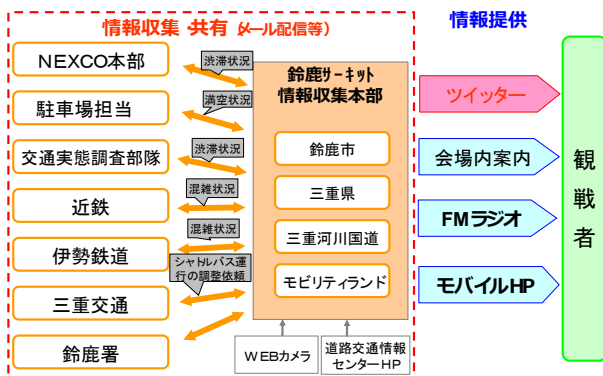 情報収集・共有（メール配信等）
情報提供
NEXCO本部
駐車場担当
交通実態調査部隊
近鉄
伊勢鉄道
三重交通
鈴鹿署
渋滞状況
満空状況
渋滞状況
混雑状況
混雑状況
シャトルバス運
行の調整依頼
鈴鹿サーキット
情報収集本部
鈴鹿市
三重県
三重河川国道
モビリティランド
WEBカメラ
道路交通情報
センターHP
ツイッター
会場内案内
FMラジオ
モバイルHP
観戦者